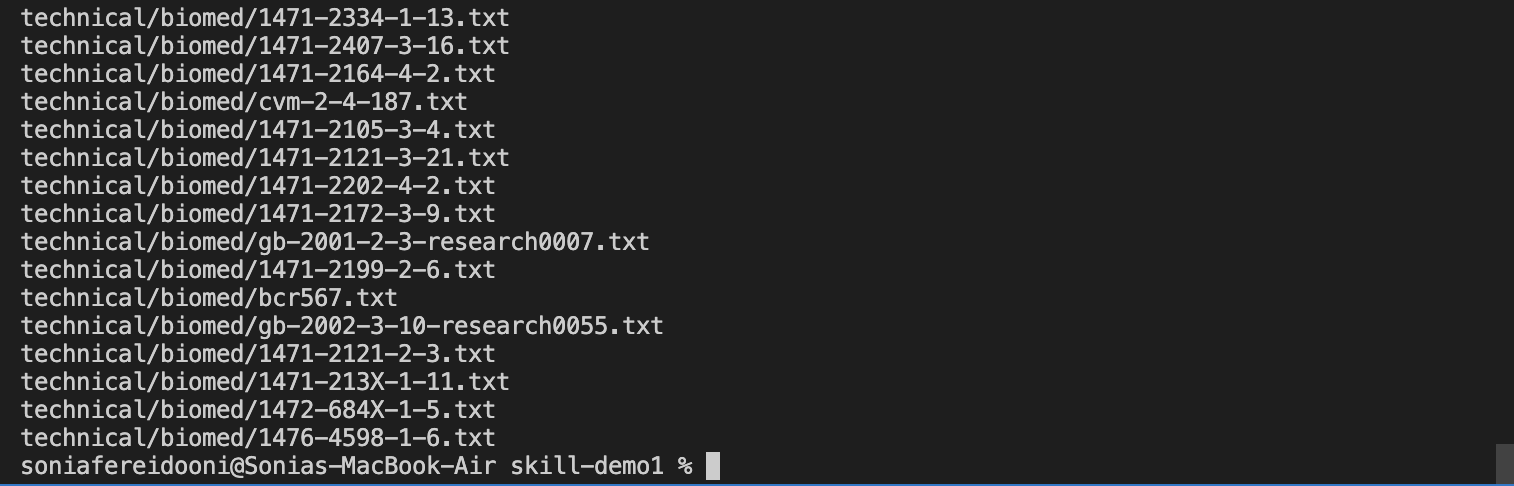 technical/biomed/1471-2334-1-13.txt
technical/biomed/1471-2407-3-16.txt
technical/biomed/1471-2164-4-2.txt
technical/biomed/cvm-2-4-187.txt
technical/biomed/1471-2105-3-4.txt
technical/biomed/1471-2121-3-21.txt
technical/biomed/1471-2202-4-2.txt
technical/biomed/1471-2172-3-9.txt
technical/biomed/gb-2001-2-3-research0007.txt
technical/biomed/1471-2199-2-6.txt
technical/biomed/bcr567.txt
technical/biomed/gb-2002-3-10-research0055.txt
technical/biomed/1471-2121-2-3.txt
technical/biomed/1471-213X-1-11.txt
technical/biomed/1472-684X-1-5.txt
technical/biomed/1476-4598-1-6.txt
soniafereidooni@Sonias-MacBook-Air skill-demo1 %